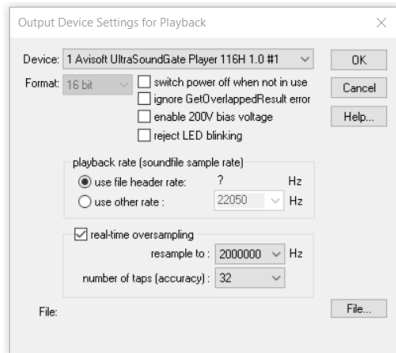 Output Device Settings for Playback
Device: 1 Avisoft UltraSoundGate Player 116H 1.0 #1 OK
Format: 16 bit switch power off when not in use Cancel
ignore GetOverlappedResult error
enable 200V bias voltage Help...
reject LED blinking
playback rate (soundfile sample rate)
use file header rate: ? Hz
use other rate : 22050 Hz
real-time oversampling
resample to : 2000000 Hz
number of taps (accuracy) : 32
File: File...